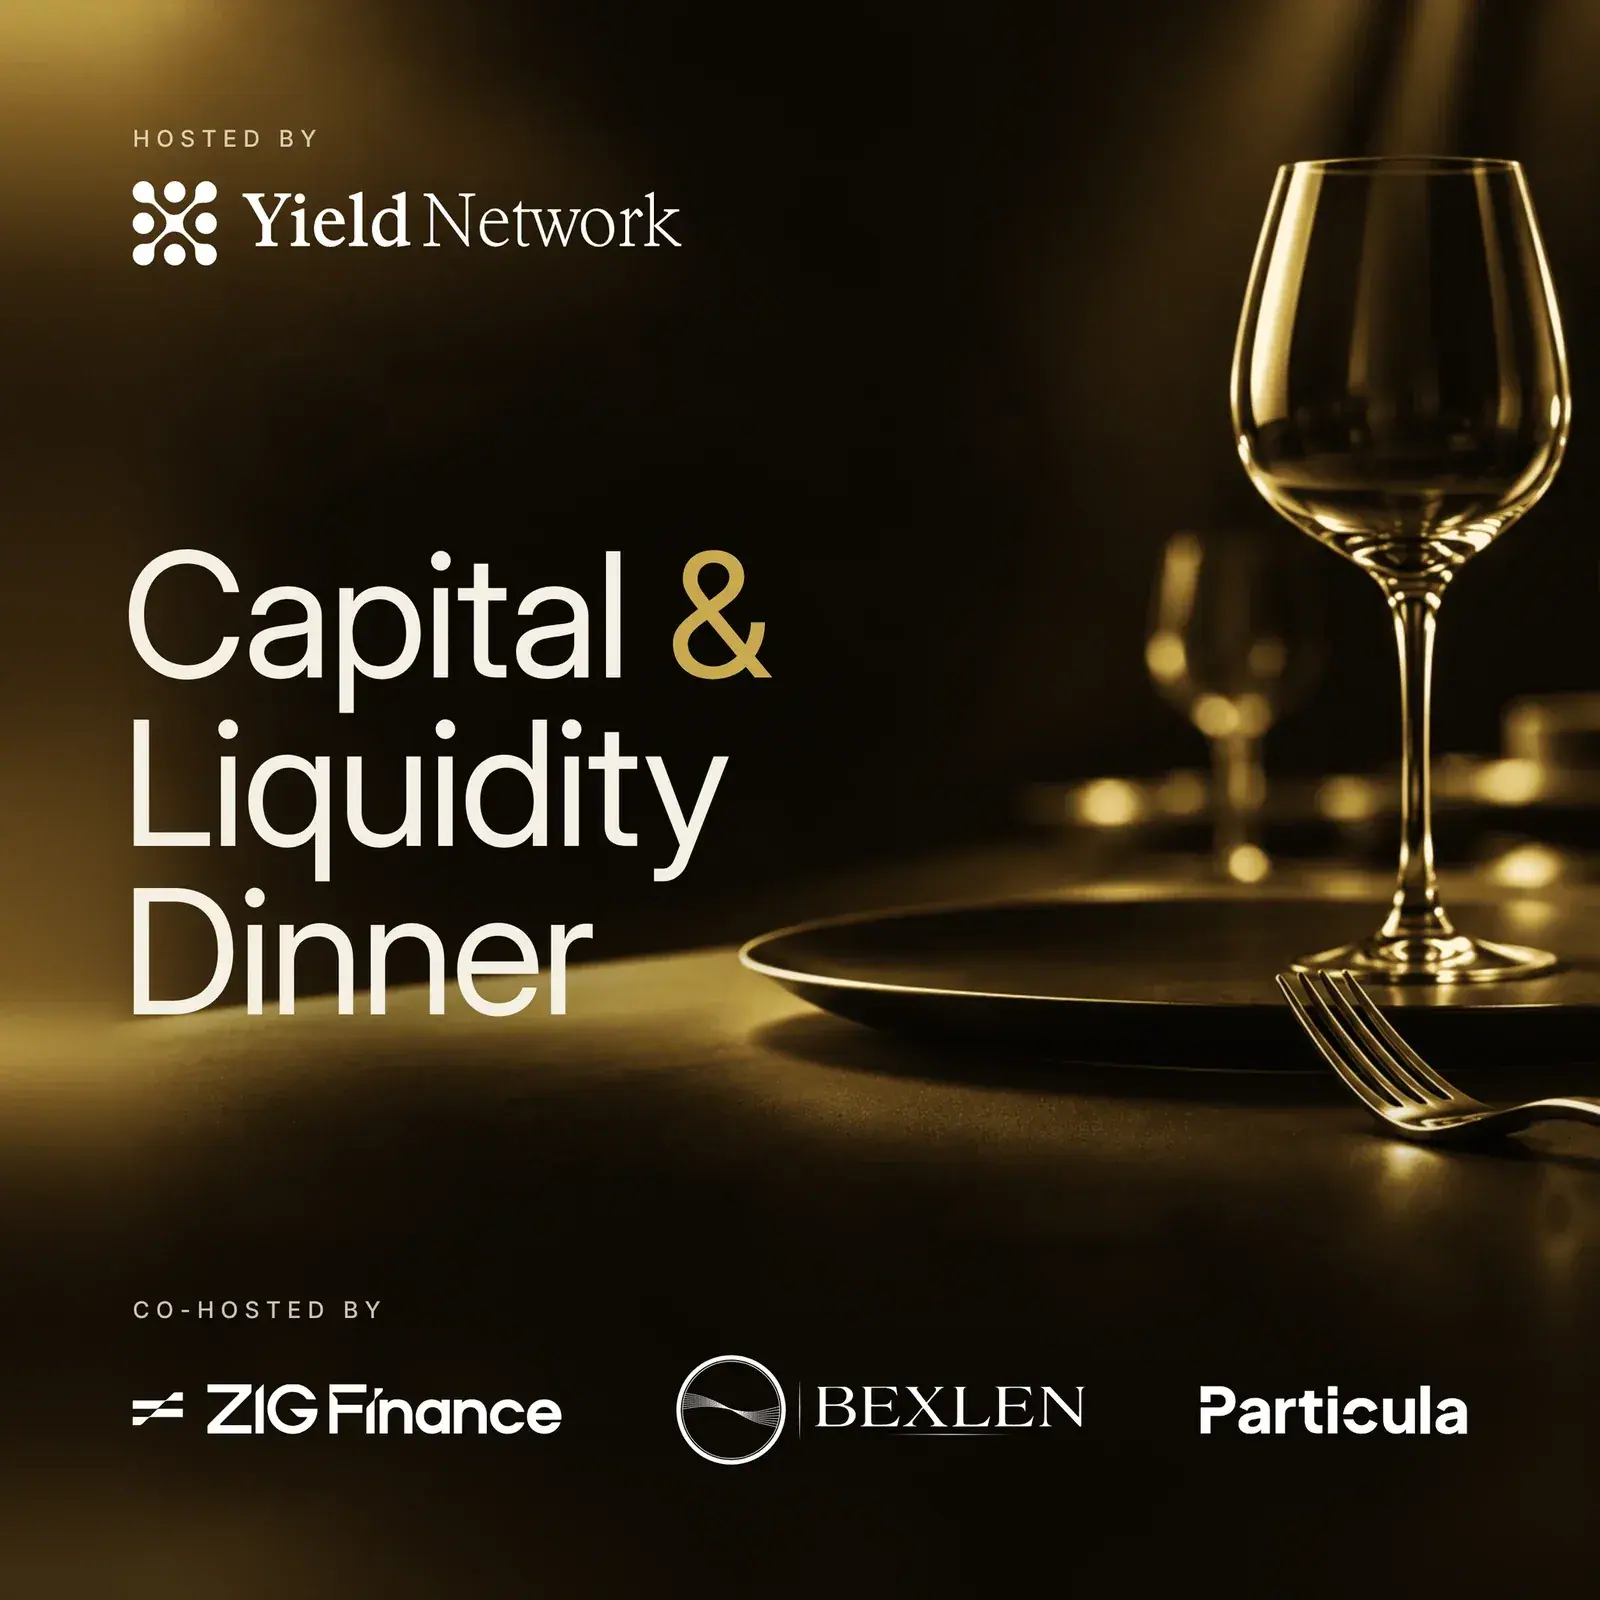 HOSTED BY
Yield Network
Capital &
Liquidity
Dinner
CO-HOSTED BY
ZIG Finance
BEXLEN
Particula